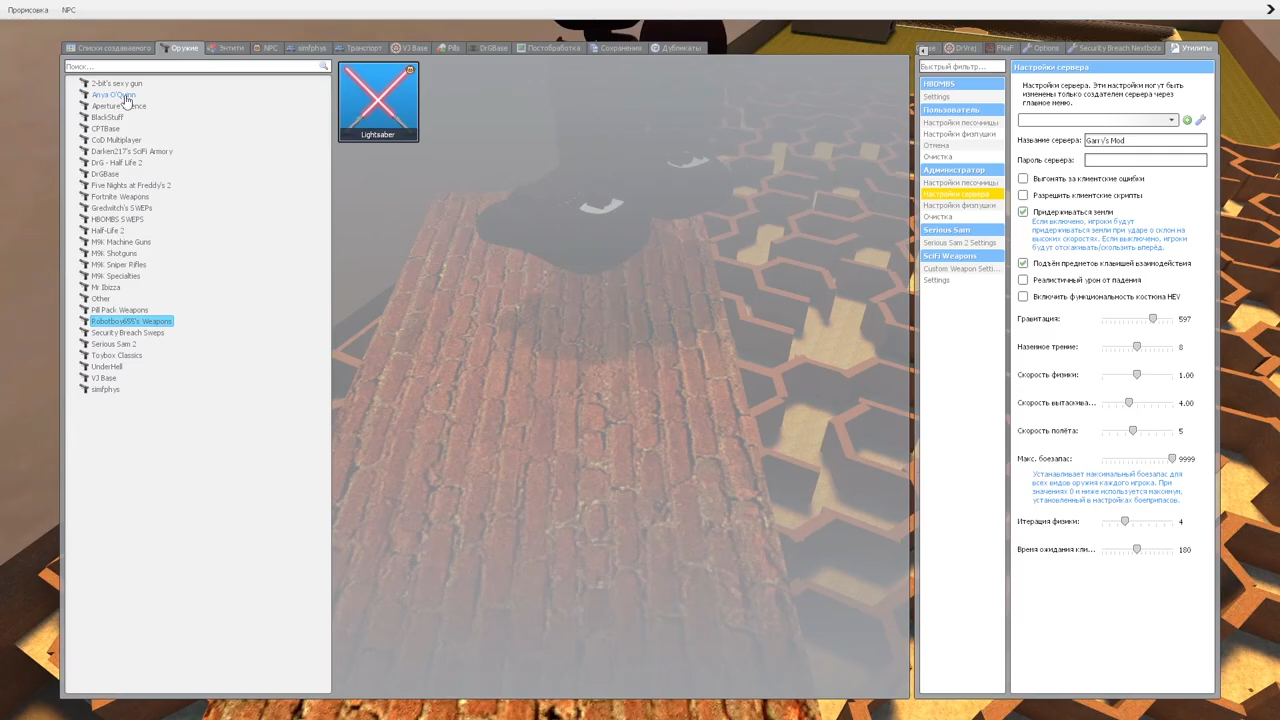 Прорисовка NPC
Списки создаваемого Оружие Энтити NPC simfphys Транспорт VJ Base Pills DrGBase Постобработка Сохранения Дубликаты
DrVrej FNaF Options Security Breach Nextbots Утилиты
Поиск...
2-bit's sexy gun
Anya O'Quinn
CPTBase
BlackStuff
CoD Multiplayer
Darken217's SciFi Armory
DrG - Half Life 2
DrGBase
Five Nights at Freddy's 2
Fortnite Weapons
Gredwitch's SWEPs
HBOMBS SWEPS
Half-Life 2
M9K Machine Guns
M9K Shotguns
M9K Sniper Rifles
M9K Specialties
Mr Ibizza
Other
Pill Pack Weapons
Robotboy655's Weapons
Security Breach Sweps
Serious Sam 2
Toybox Classics
UnderHell
VJ Base
simfphys
Lightsaber
Быстрый фильтр...
HBOMBS
Settings
Пользователь
Настройки песочницы
Настройки физпушки
Отмена
Очистка
Администратор
Настройки песочницы
Настройки сервера
Настройки физпушки
Очистка
Serious Sam
Serious Sam 2 Settings
SciFi Weapons
Custom Weapon Setti...
Settings
Настройки сервера
Настройки сервера. Эти настройки могут быть
изменены только создателем сервера через
главное меню.
Название сервера: Garry's Mod
Пароль сервера:
Выгонять за клиентские ошибки
Разрешить клиентские скрипты
Придерживаться земли
Если включено, игроки будут
придерживаться земли при ударе о склон на
высоких скоростях. Если выключено, игроки
будут отскакивать/скользить вперёд.
Подъём предметов клавишей взаимодействия
Реалистичный урон от падения
Включить функциональность костюма HEV
Гравитация: 597
Наземное трение: 8
Скорость физики: 1.00
Скорость вытаскива... 4.00
Скорость полёта: 5
Макс. боезапас: 9999
Устанавливает максимальный боезапас для
всех видов оружия каждого игрока. При
значениях 0 и ниже используется максимум,
установленный в настройках боеприпасов.
Итерация физики: 4
Время ожидания кли... 180